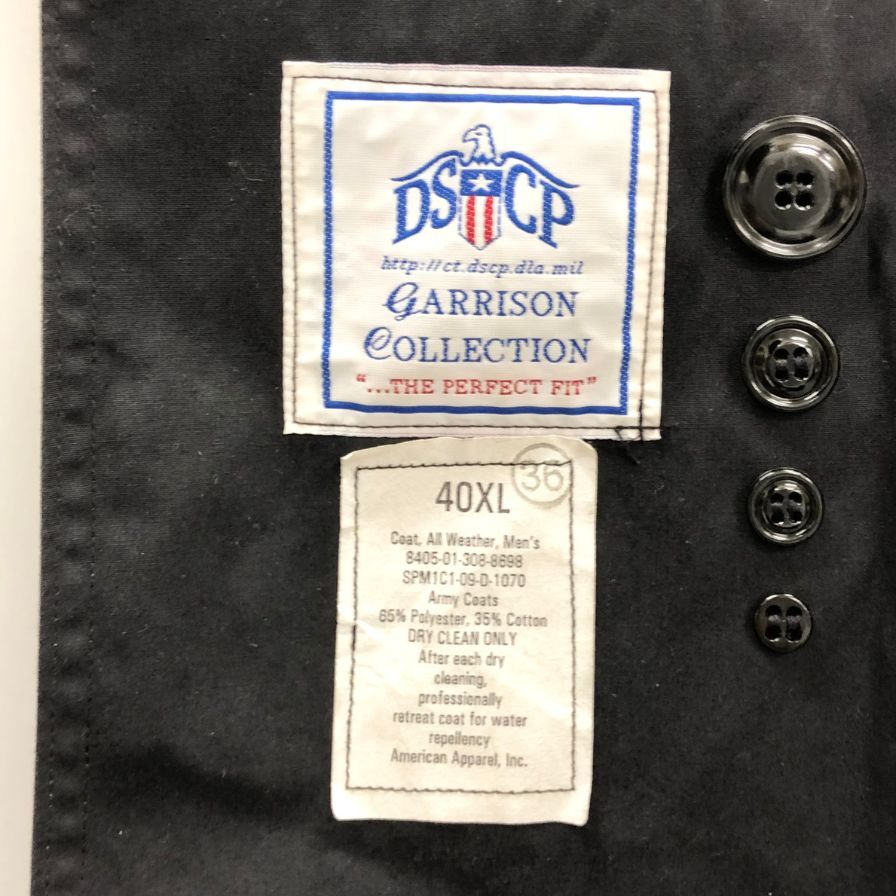 DSCP
http://ct.dscp.dla.mil
GARRISON
COLLECTION
"...THE PERFECT FIT"
36
40XL
Coat, All Weather, Men's
8405-01-308-8698
SPM1C1-09-D-1070
Army Coats
65% Polyester, 35% Cotton
DRY CLEAN ONLY
After each dry
cleaning,
professionally
retreat coat for water
repellency
American Apparel, Inc.